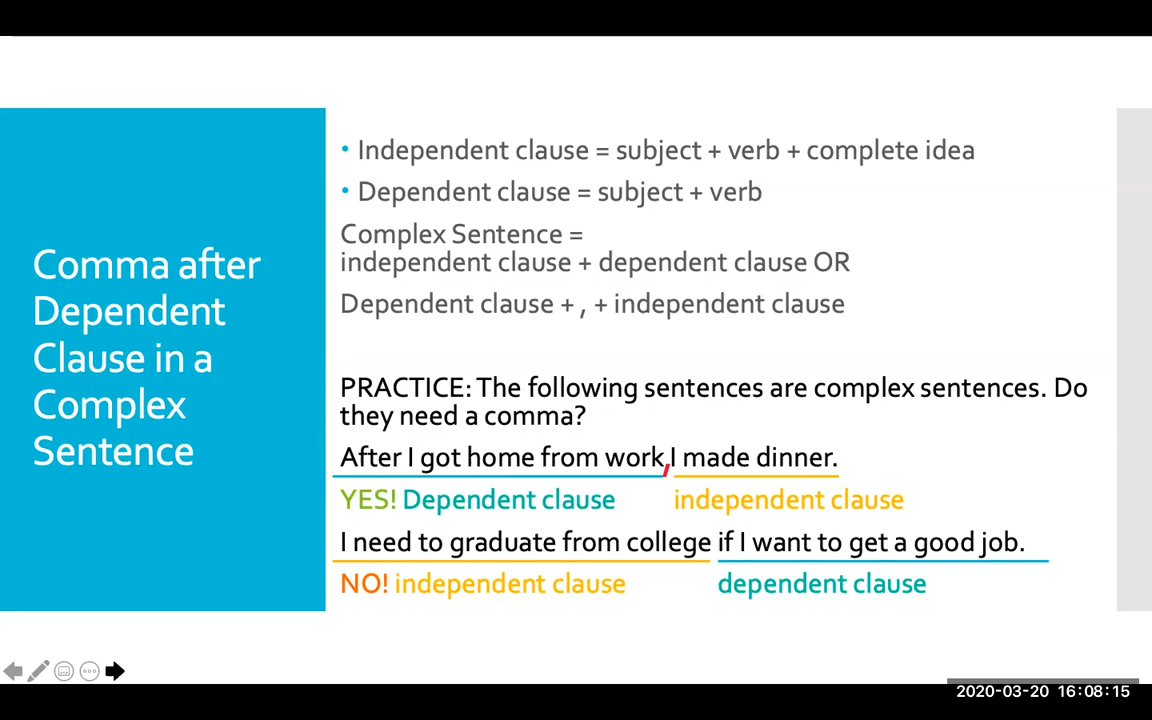 Comma after
Dependent
Clause in a
Complex
Sentence
• Independent clause = subject + verb + complete idea
• Dependent clause = subject + verb
Complex Sentence =
independent clause + dependent clause OR
Dependent clause + , + independent clause
PRACTICE: The following sentences are complex sentences. Do
they need a comma?
After I got home from work, I made dinner.
YES! Dependent clause independent clause
I need to graduate from college if I want to get a good job.
NO! independent clause dependent clause
2020-03-20 16:08:15